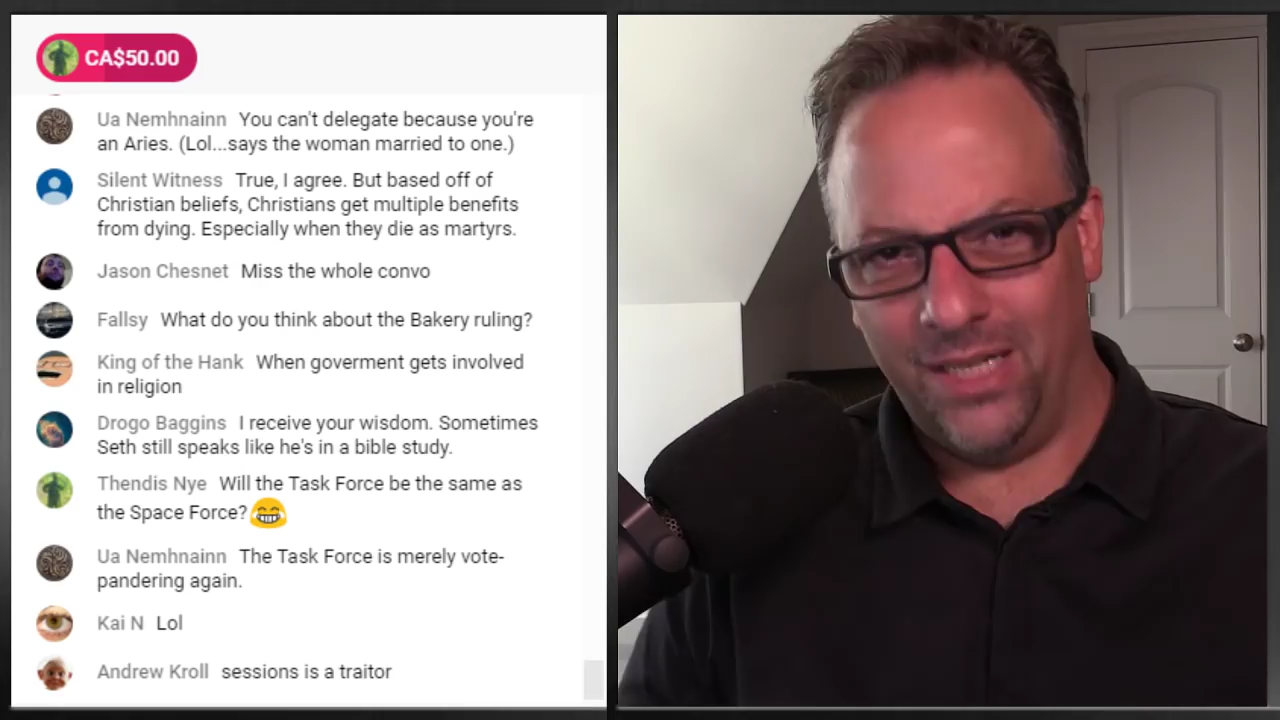 CA$50.00
Ua Nemhnainn You can't delegate because you're
an Aries. (Lol...says the woman married to one.)
Silent Witness True, I agree. But based off of
Christian beliefs, Christians get multiple benefits
from dying. Especially when they die as martyrs.
Jason Chesnet Miss the whole convo
Fallsy What do you think about the Bakery ruling?
King of the Hank When goverment gets involved
in religion
Drogo Baggins I receive your wisdom. Sometimes
Seth still speaks like he's in a bible study.
Thendis Nye Will the Task Force be the same as
the Space Force?😂
Ua Nemhnainn The Task Force is merely vote-
pandering again.
Kai N Lol
Andrew Kroll sessions is a traitor